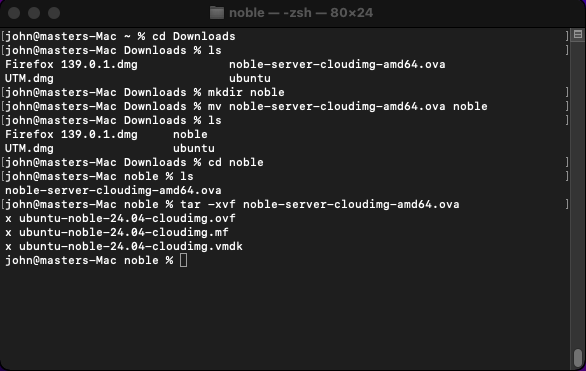 noble — -zsh — 80×24
[john@masters-Mac ~ % cd Downloads ]
[john@masters-Mac Downloads % ls ]
Firefox 139.0.1.dmg noble-server-cloudimg-amd64.ova
UTM.dmg ubuntu
[john@masters-Mac Downloads % mkdir noble ]
[john@masters-Mac Downloads % mv noble-server-cloudimg-amd64.ova noble ]
[john@masters-Mac Downloads % ls ]
Firefox 139.0.1.dmg noble
UTM.dmg ubuntu
[john@masters-Mac Downloads % cd noble ]
[john@masters-Mac noble % ls ]
noble-server-cloudimg-amd64.ova
[john@masters-Mac noble % tar -xvf noble-server-cloudimg-amd64.ova ]
x ubuntu-noble-24.04-cloudimg.ovf
x ubuntu-noble-24.04-cloudimg.mf
x ubuntu-noble-24.04-cloudimg.vmdk
john@masters-Mac noble %